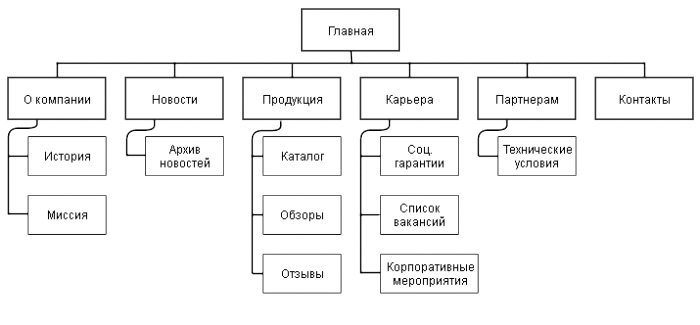 Главная
О компании
Новости
Продукция
Карьера
Партнерам
Контакты
История
Архив
новостей
Каталог
Соц.
гарантии
Технические
условия
Миссия
Обзоры
Список
вакансий
Отзывы
Корпоративные
мероприятия